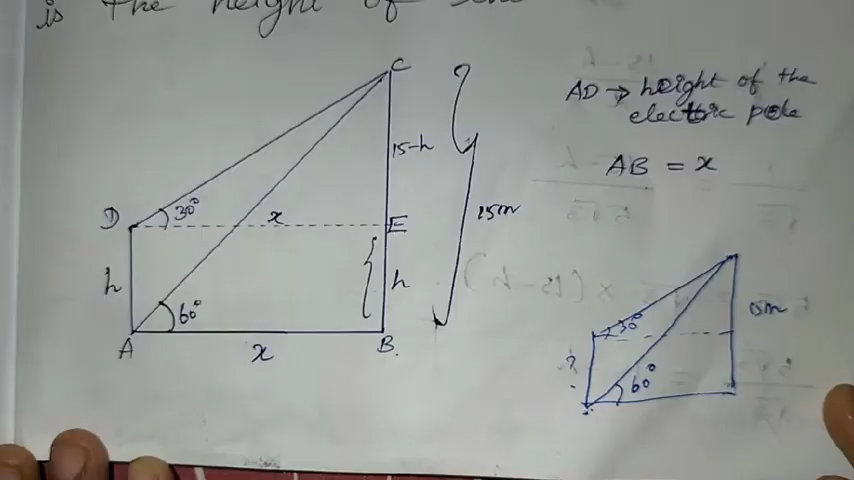 is the height of
C
AD → height of the
electric pole
15-h
AB = x
D
30°
x
E
15m
h
h
60°
A
x
B.
30°
15m
?
60°